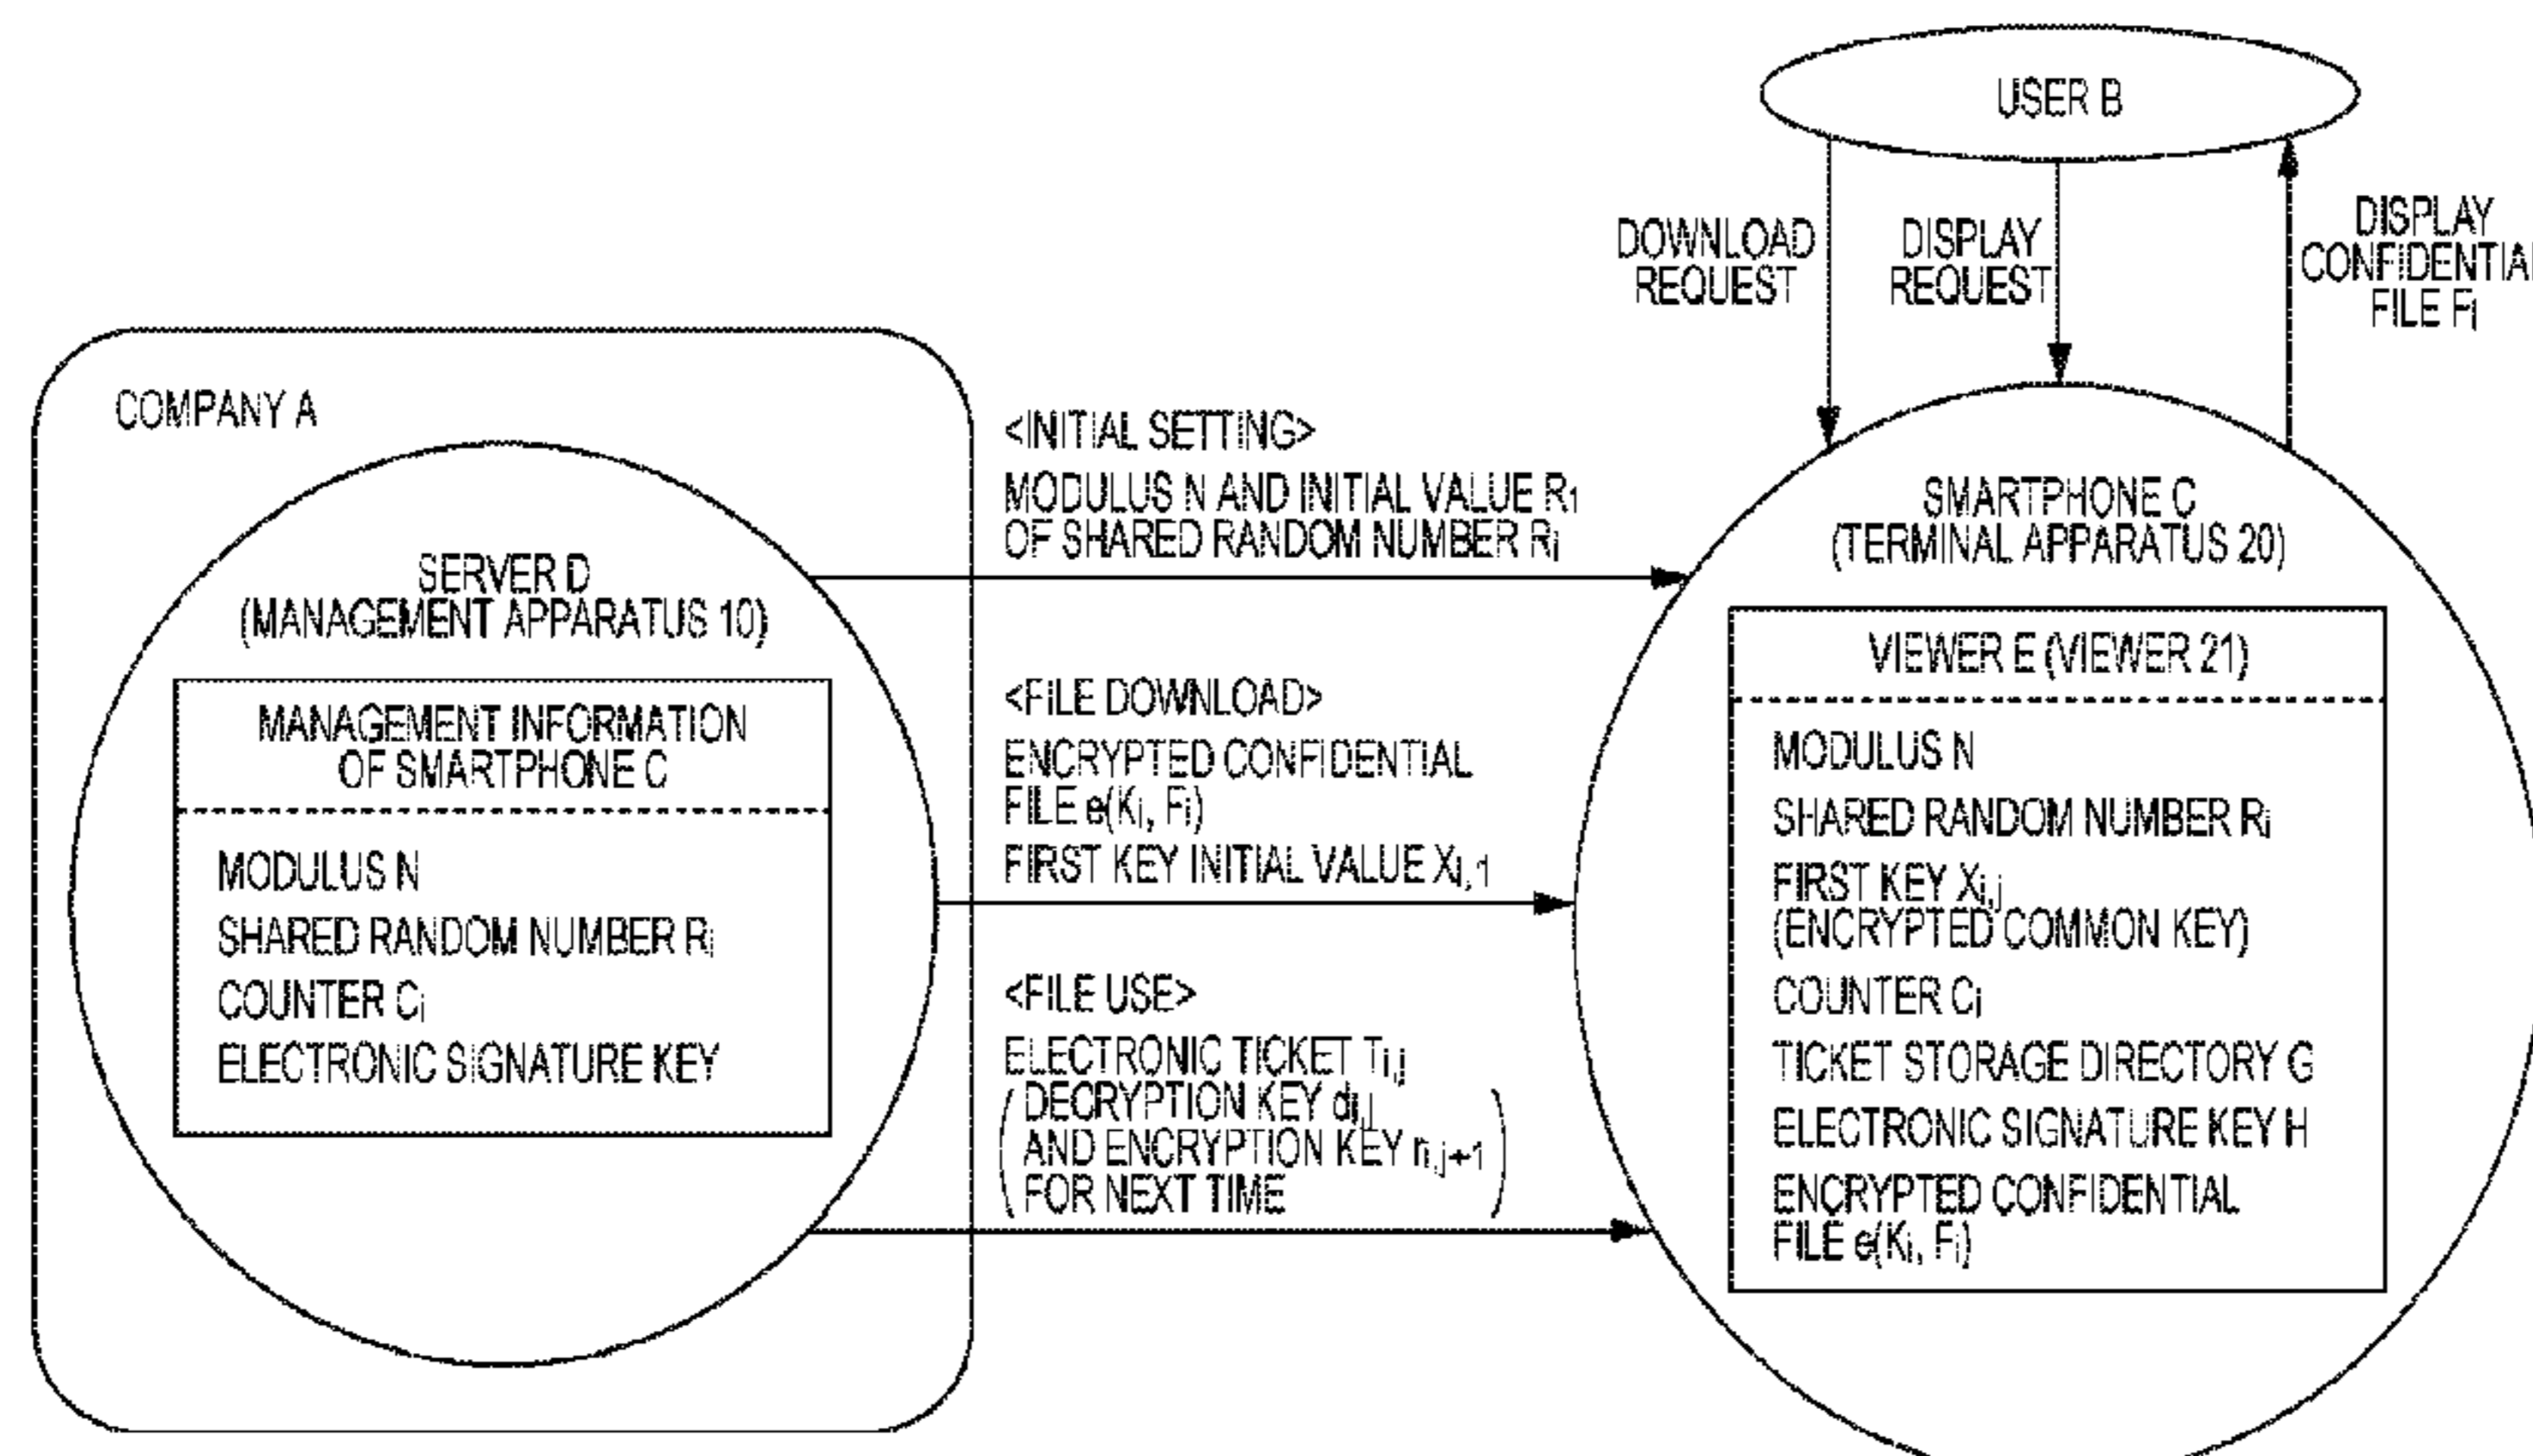 USER B
DOWNLOAD
REQUEST
DISPLAY
REQUEST
DISPLAY
CONFIDENTIAL
FILE Fi
COMPANY A
SERVER D
(MANAGEMENT APPARATUS 10)
MANAGEMENT INFORMATION
OF SMARTPHONE C
MODULUS N
SHARED RANDOM NUMBER Ri
COUNTER Ci
ELECTRONIC SIGNATURE KEY
<INITIAL SETTING>
MODULUS N AND INITIAL VALUE R1
OF SHARED RANDOM NUMBER Ri
<FILE DOWNLOAD>
ENCRYPTED CONFIDENTIAL
FILE e(Ki, Fi)
FIRST KEY INITIAL VALUE Xi,1
<FILE USE>
ELECTRONIC TICKET Ti,j
( DECRYPTION KEY di,j
AND ENCRYPTION KEY ri,j+1
FOR NEXT TIME )
SMARTPHONE C
(TERMINAL APPARATUS 20)
VIEWER E (VIEWER 21)
MODULUS N
SHARED RANDOM NUMBER Ri
FIRST KEY Xi,j
(ENCRYPTED COMMON KEY)
COUNTER Ci
TICKET STORAGE DIRECTORY G
ELECTRONIC SIGNATURE KEY H
ENCRYPTED CONFIDENTIAL
FILE e(Ki, Fi)